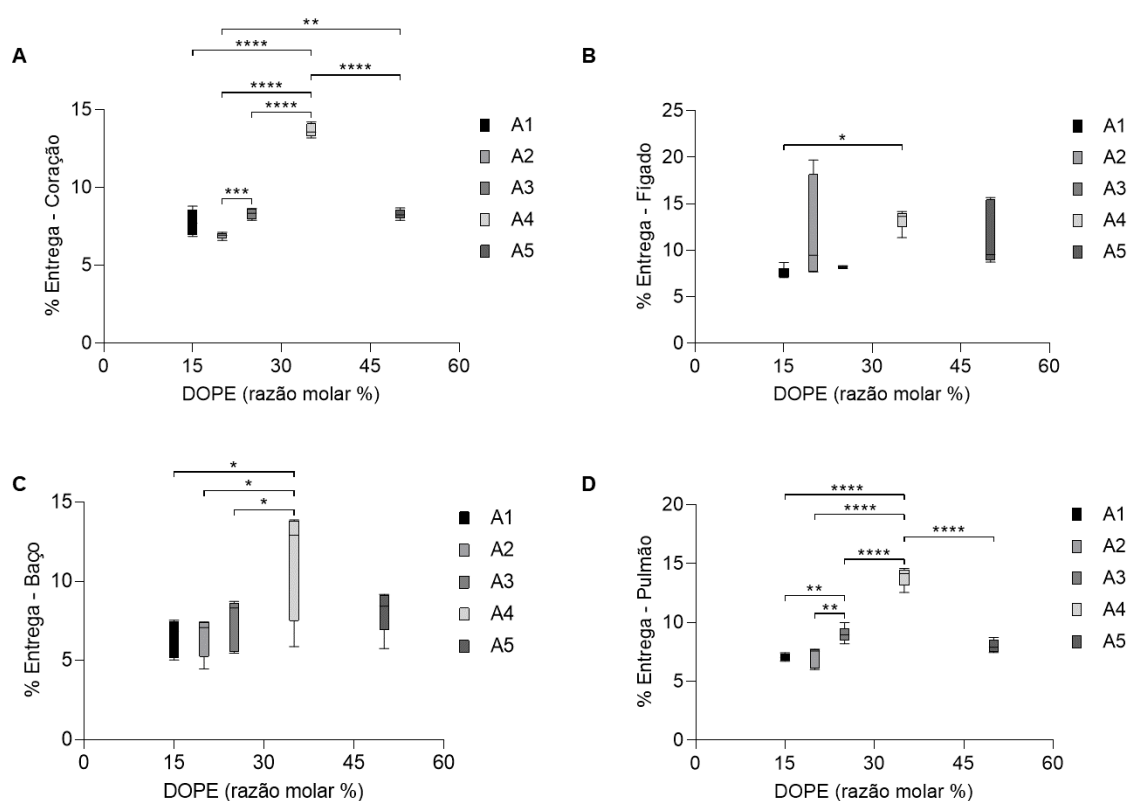 A
**
****
****
****
****
***
% Entrega - Coração
15
10
5
0
0 15 30 45 60
DOPE (razão molar %)
A1
A2
A3
A4
A5
B
*
% Entrega - Fígado
25
20
15
10
5
0
0 15 30 45 60
DOPE (razão molar %)
A1
A2
A3
A4
A5
C
*
*
*
% Entrega - Baço
15
10
5
0
0 15 30 45 60
DOPE (razão molar %)
A1
A2
A3
A4
A5
D
****
****
****
****
**
**
% Entrega - Pulmão
20
15
10
5
0
0 15 30 45 60
DOPE (razão molar %)
A1
A2
A3
A4
A5